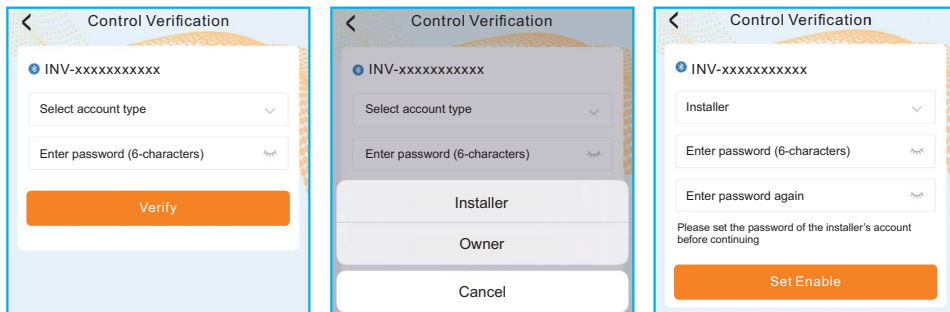 Control Verification
INV-xxxxxxxxxxx
Select account type
Enter password (6-characters)
Verify
Control Verification
INV-xxxxxxxxxxx
Select account type
Enter password (6-characters)
Installer
Owner
Cancel
Control Verification
INV-xxxxxxxxxxx
Installer
Enter password (6-characters)
Enter password again
Please set the password of the installer's account
before continuing
Set Enable